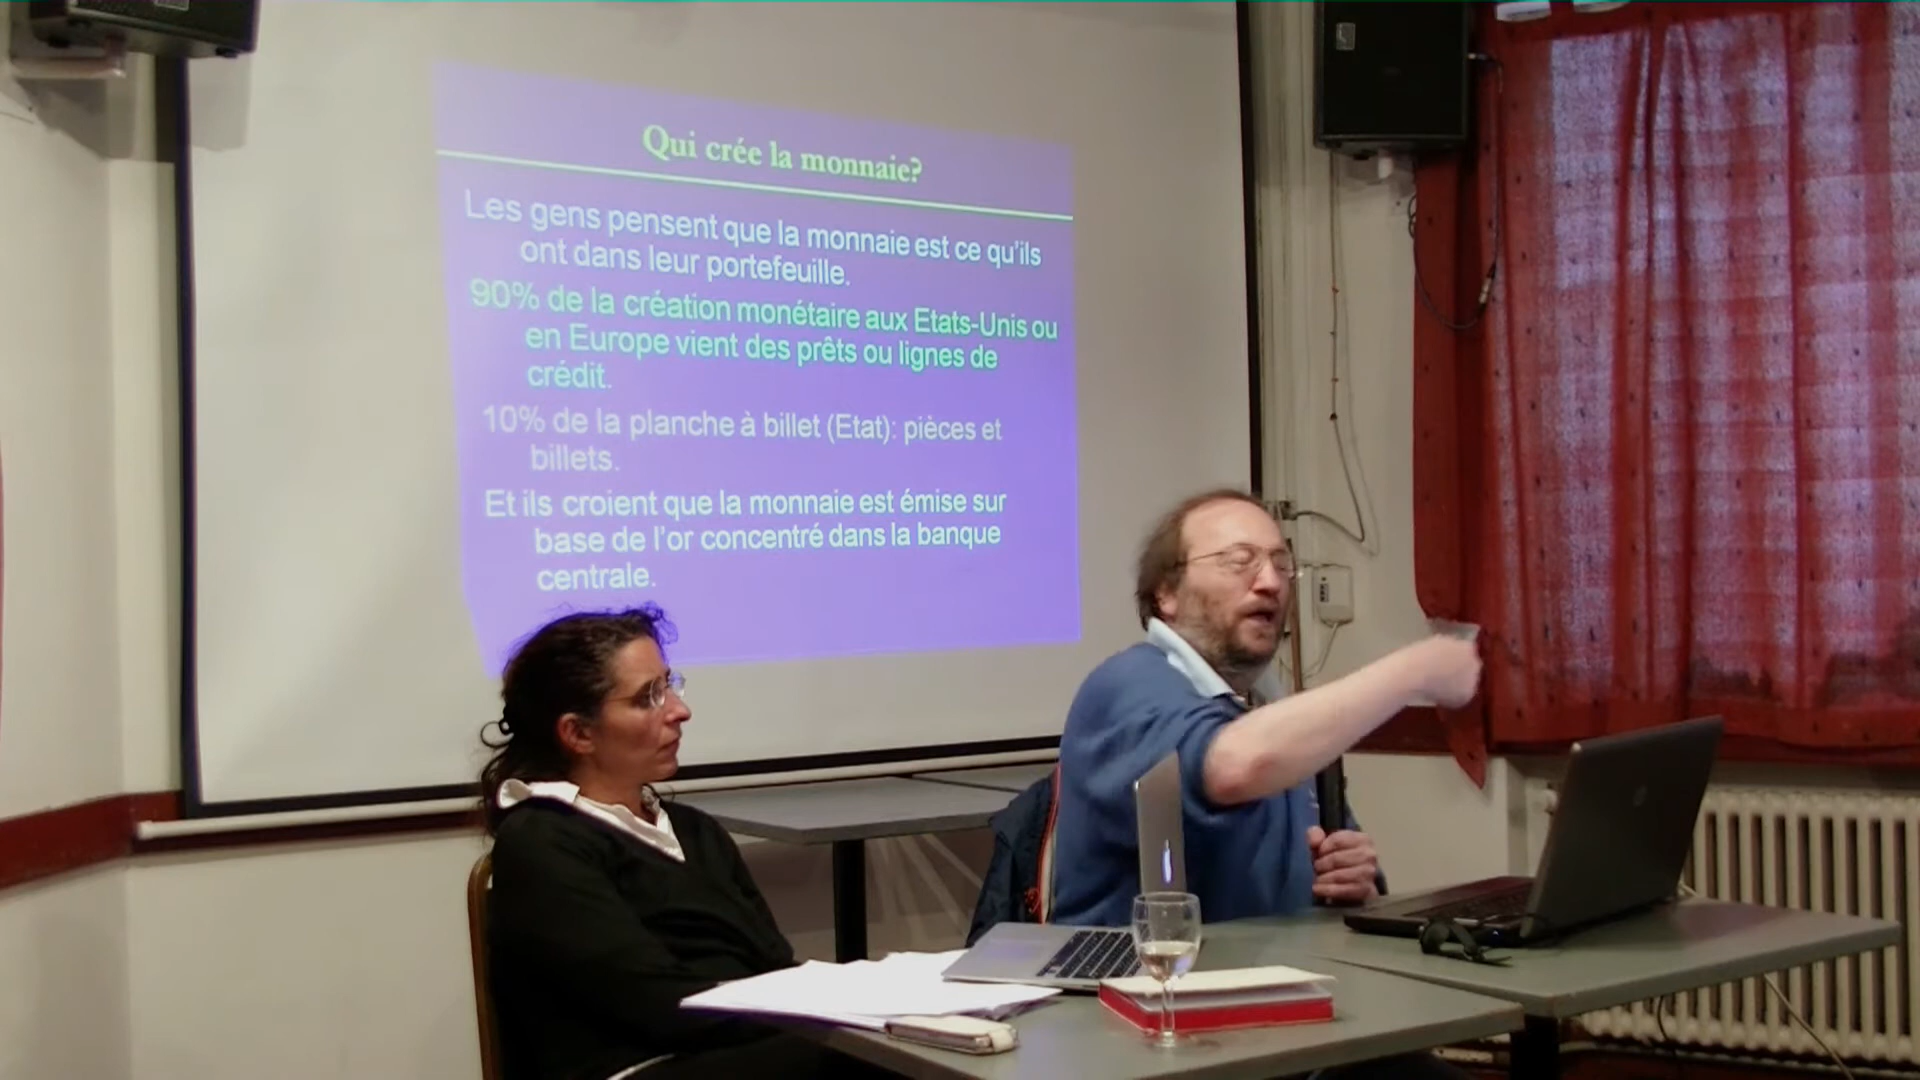 Qui crée la monnaie?
Les gens pensent que la monnaie est ce qu'ils
ont dans leur portefeuille.
90% de la création monétaire aux Etats-Unis ou
en Europe vient des prêts ou lignes de
crédit.
10% de la planche à billet (Etat): pièces et
billets.
Et ils croient que la monnaie est émise sur
base de l'or concentré dans la banque
centrale.